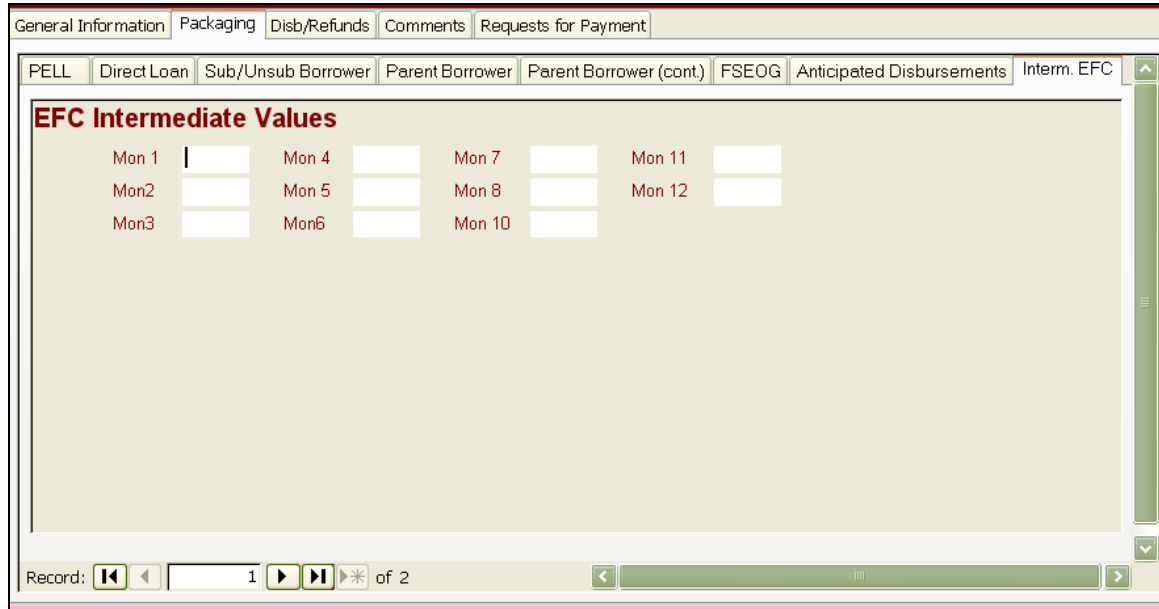 General Information Packaging Disb/Refunds Comments Requests for Payment
PELL Direct Loan Sub/Unsub Borrower Parent Borrower Parent Borrower (cont.) FSEOG Anticipated Disbursements Interm. EFC
EFC Intermediate Values
Mon 1 Mon 4 Mon 7 Mon 11
Mon2 Mon 5 Mon 8 Mon 12
Mon3 Mon6 Mon 10
Record: 1 of 2